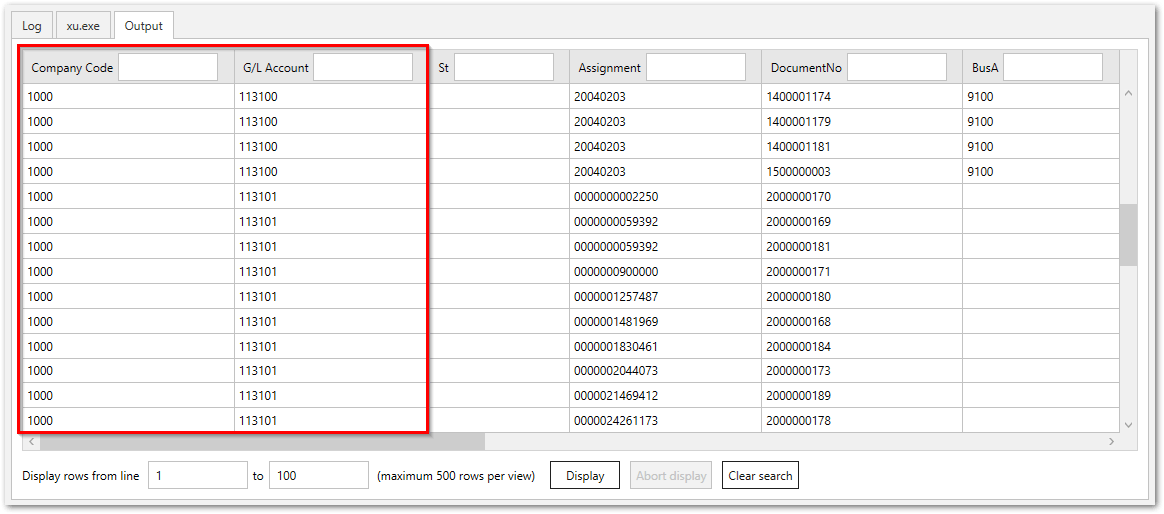 Log xu.exe Output
Company Code G/L Account St Assignment DocumentNo BusA
1000 113100 20040203 1400001174 9100
1000 113100 20040203 1400001179 9100
1000 113100 20040203 1400001181 9100
1000 113100 20040203 1500000003 9100
1000 113101 0000000002250 2000000170
1000 113101 0000000059392 2000000169
1000 113101 0000000059392 2000000181
1000 113101 0000000900000 2000000171
1000 113101 0000001257487 2000000180
1000 113101 0000001481969 2000000168
1000 113101 0000001830461 2000000184
1000 113101 0000002044073 2000000173
1000 113101 0000021469412 2000000189
1000 113101 0000024261173 2000000178
Display rows from line 1 to 100 (maximum 500 rows per view) Display Abort display Clear search